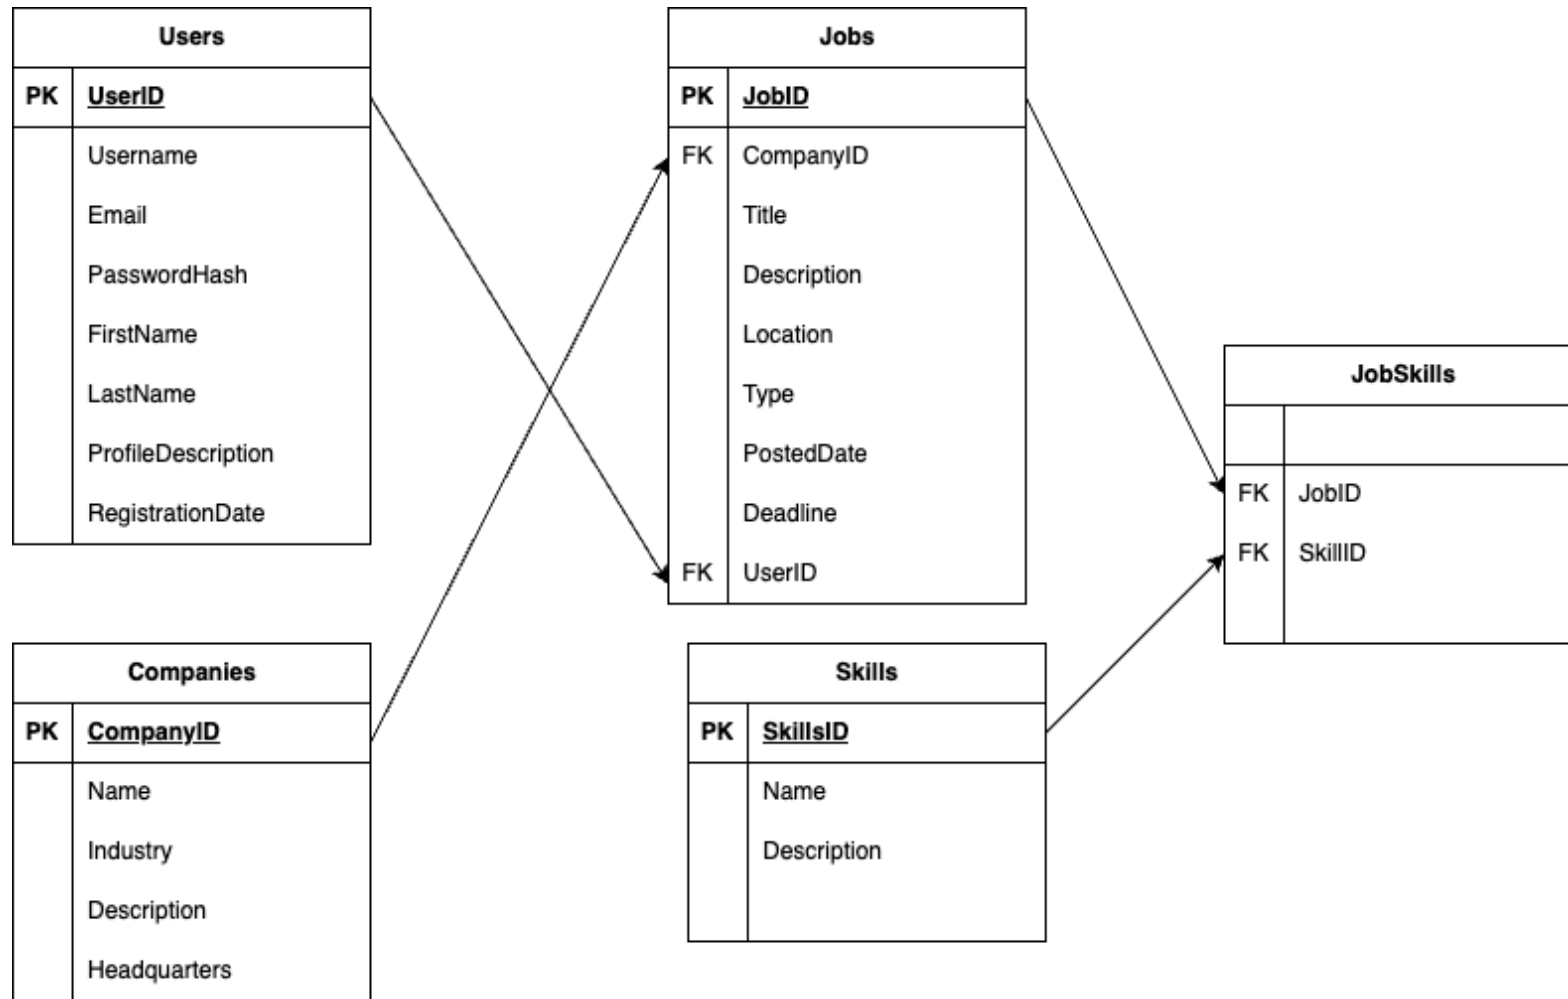 Users
PK UserID
Username
Email
PasswordHash
FirstName
LastName
ProfileDescription
RegistrationDate
Jobs
PK JobID
FK CompanyID
Title
Description
Location
Type
PostedDate
Deadline
FK UserID
JobSkills
FK JobID
FK SkillID
Companies
PK CompanyID
Name
Industry
Description
Headquarters
Skills
PK SkillsID
Name
Description